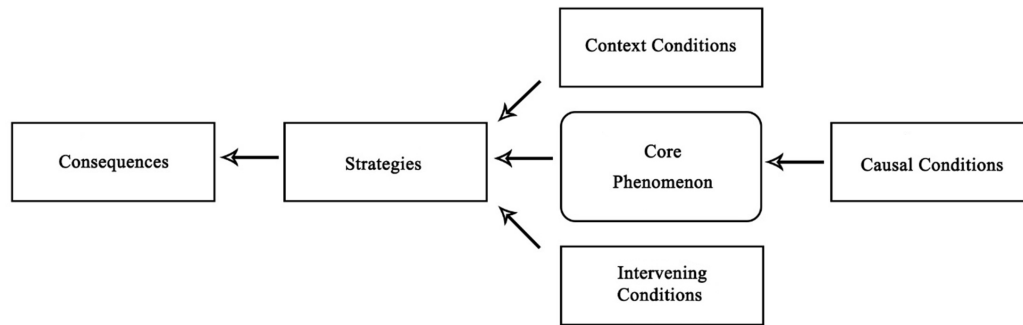 Context Conditions
Consequences
Strategies
Core
Phenomenon
Causal Conditions
Intervening
Conditions